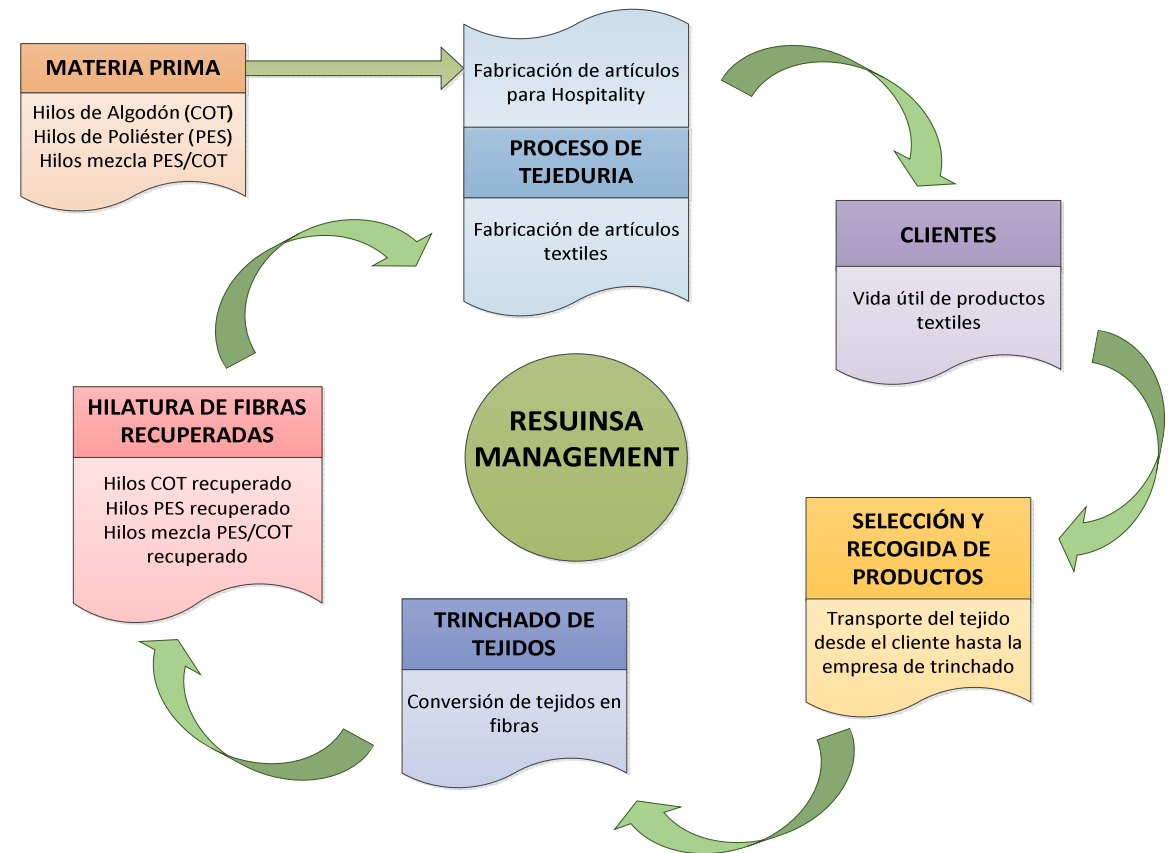 MATERIA PRIMA
Hilos de Algodón (COT)
Hilos de Poliéster (PES)
Hilos mezcla PES/COT
Fabricación de artículos
para Hospitality
PROCESO DE
TEJEDURIA
Fabricación de artículos
textiles
CLIENTES
Vida útil de productos
textiles
SELECCIÓN Y
RECOGIDA DE
PRODUCTOS
Transporte del tejido
desde el cliente hasta la
empresa de trinchado
TRINCHADO DE
TEJIDOS
Conversión de tejidos en
fibras
HILATURA DE FIBRAS
RECUPERADAS
Hilos COT recuperado
Hilos PES recuperado
Hilos mezcla PES/COT
recuperado
RESUINSA
MANAGEMENT